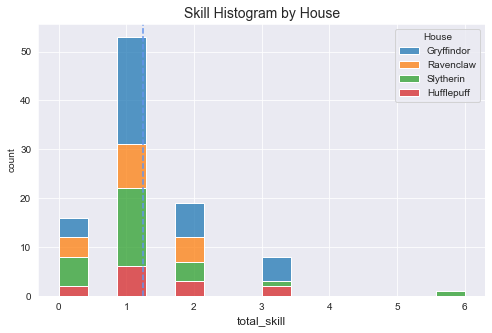 Skill Histogram by House
House
Gryffindor
Ravenclaw
Slytherin
Hufflepuff
50
40
30
20
10
0
count
0 1 2 3 4 5 6
total_skill